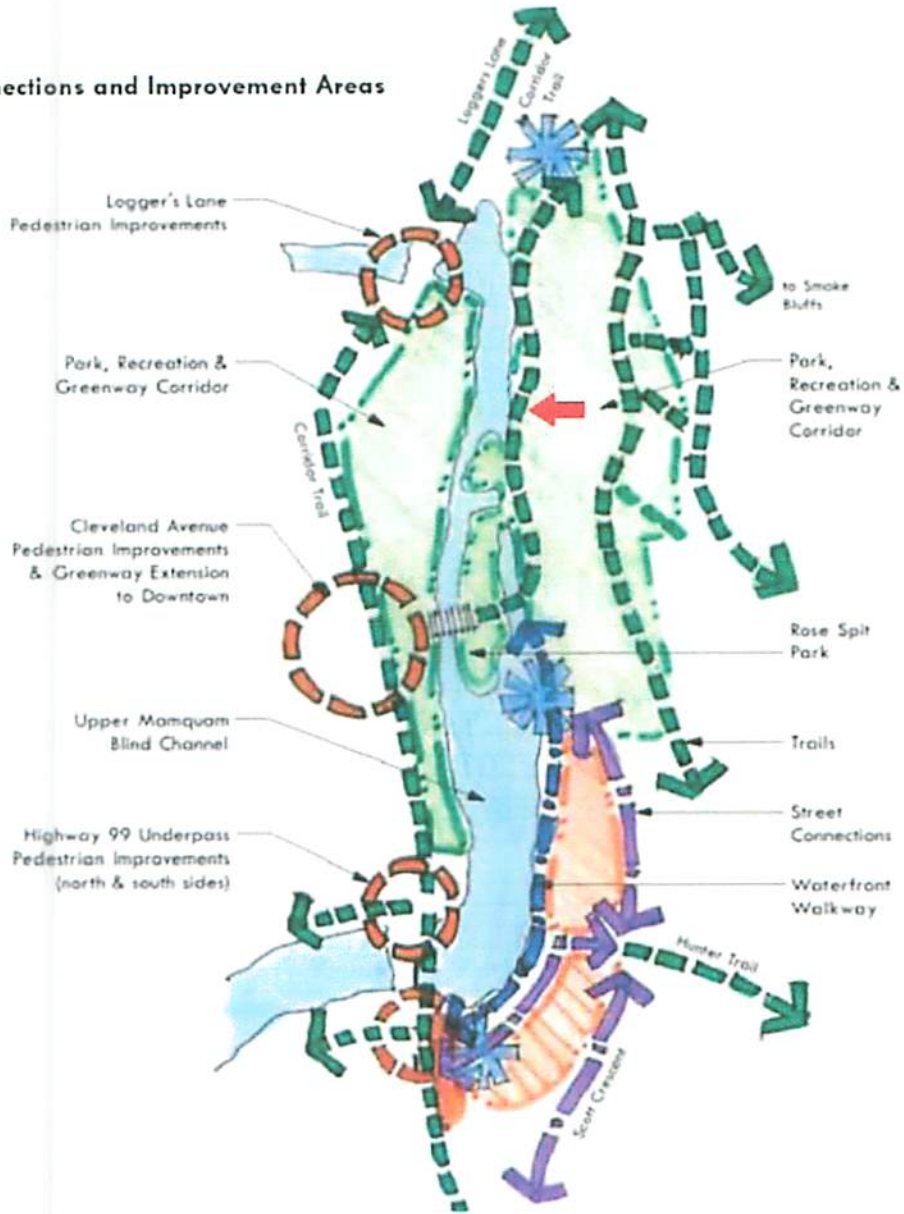 nections and Improvement Areas
Loggers Lane
Corridor
Trail
Logger's Lane
Pedestrian Improvements
to Smoke
Bluffs
Park, Recreation &
Greenway Corridor
Park,
Recreation &
Greenway
Corridor
Corridor Trail
Cleveland Avenue
Pedestrian Improvements
& Greenway Extension
to Downtown
Rose Spit
Park
Upper Mamquam
Blind Channel
Trails
Street
Connections
Highway 99 Underpass
Pedestrian Improvements
(north & south sides)
Waterfront
Walkway
Hunter Trail
Scott Crescent